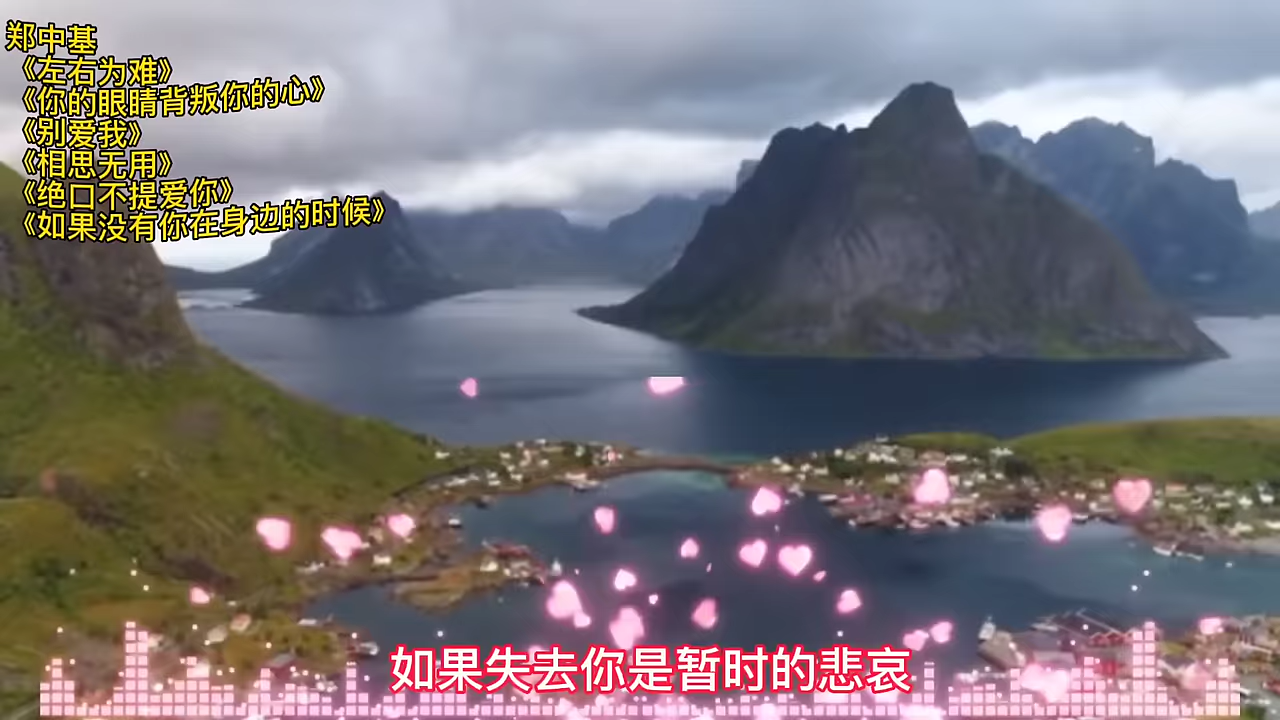 郑中基
《左右为难》
《你的眼睛背叛你的心》
《别爱我》
《相思无用》
《绝口不提爱你》
《如果没有你在身边的时候》
如果失去你是暂时的悲哀